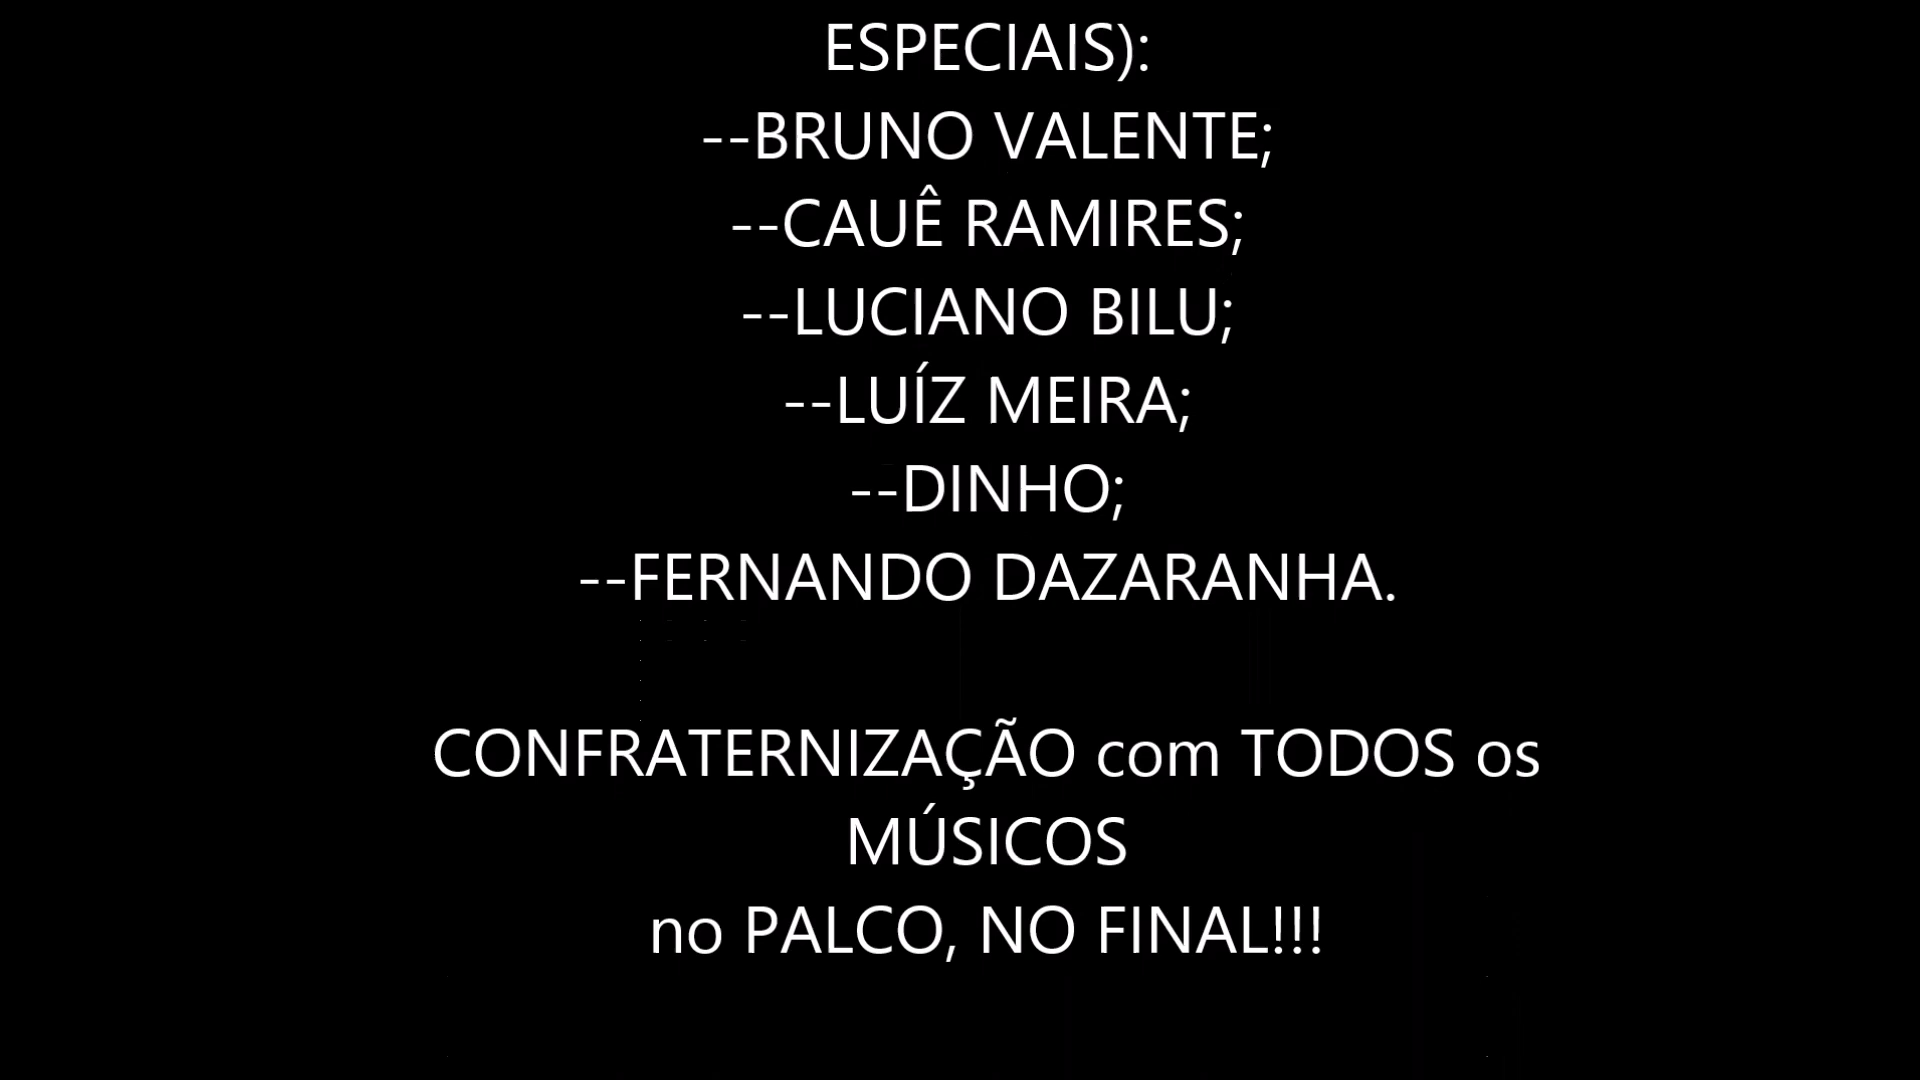 ESPECIAIS):
--BRUNO VALENTE;
--CAUÊ RAMIRES;
--LUCIANO BILU;
--LUÍZ MEIRA;
--DINHO;
--FERNANDO DAZARANHA.
CONFRATERNIZAÇÃO com TODOS os
MÚSICOS
no PALCO, NO FINAL!!!